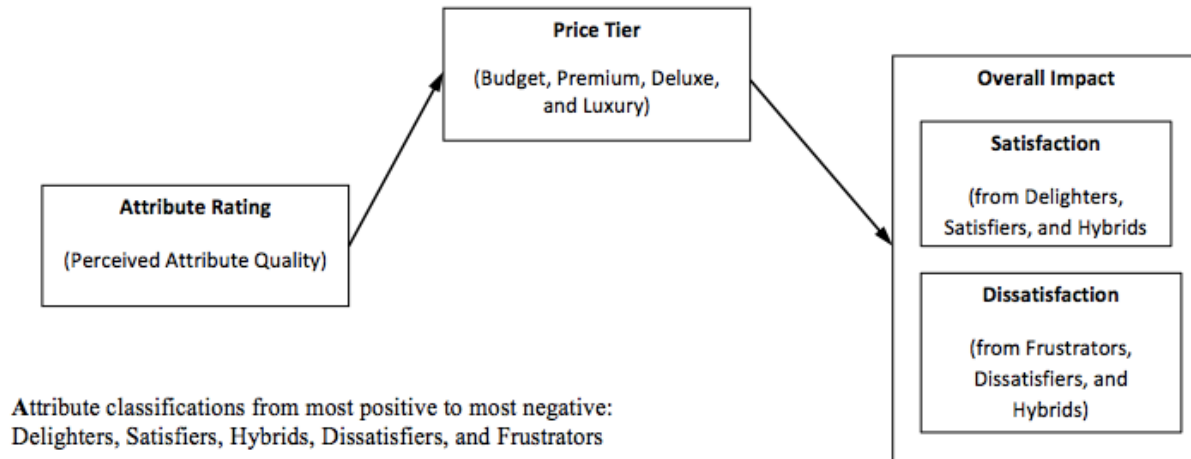 Price Tier
(Budget, Premium, Deluxe,
and Luxury)
Overall Impact
Satisfaction
(from Delighters,
Satisfiers, and Hybrids
Attribute Rating
(Perceived Attribute Quality)
Dissatisfaction
(from Frustrators,
Dissatisfiers, and
Hybrids)
Attribute classifications from most positive to most negative:
Delighters, Satisfiers, Hybrids, Dissatisfiers, and Frustrators